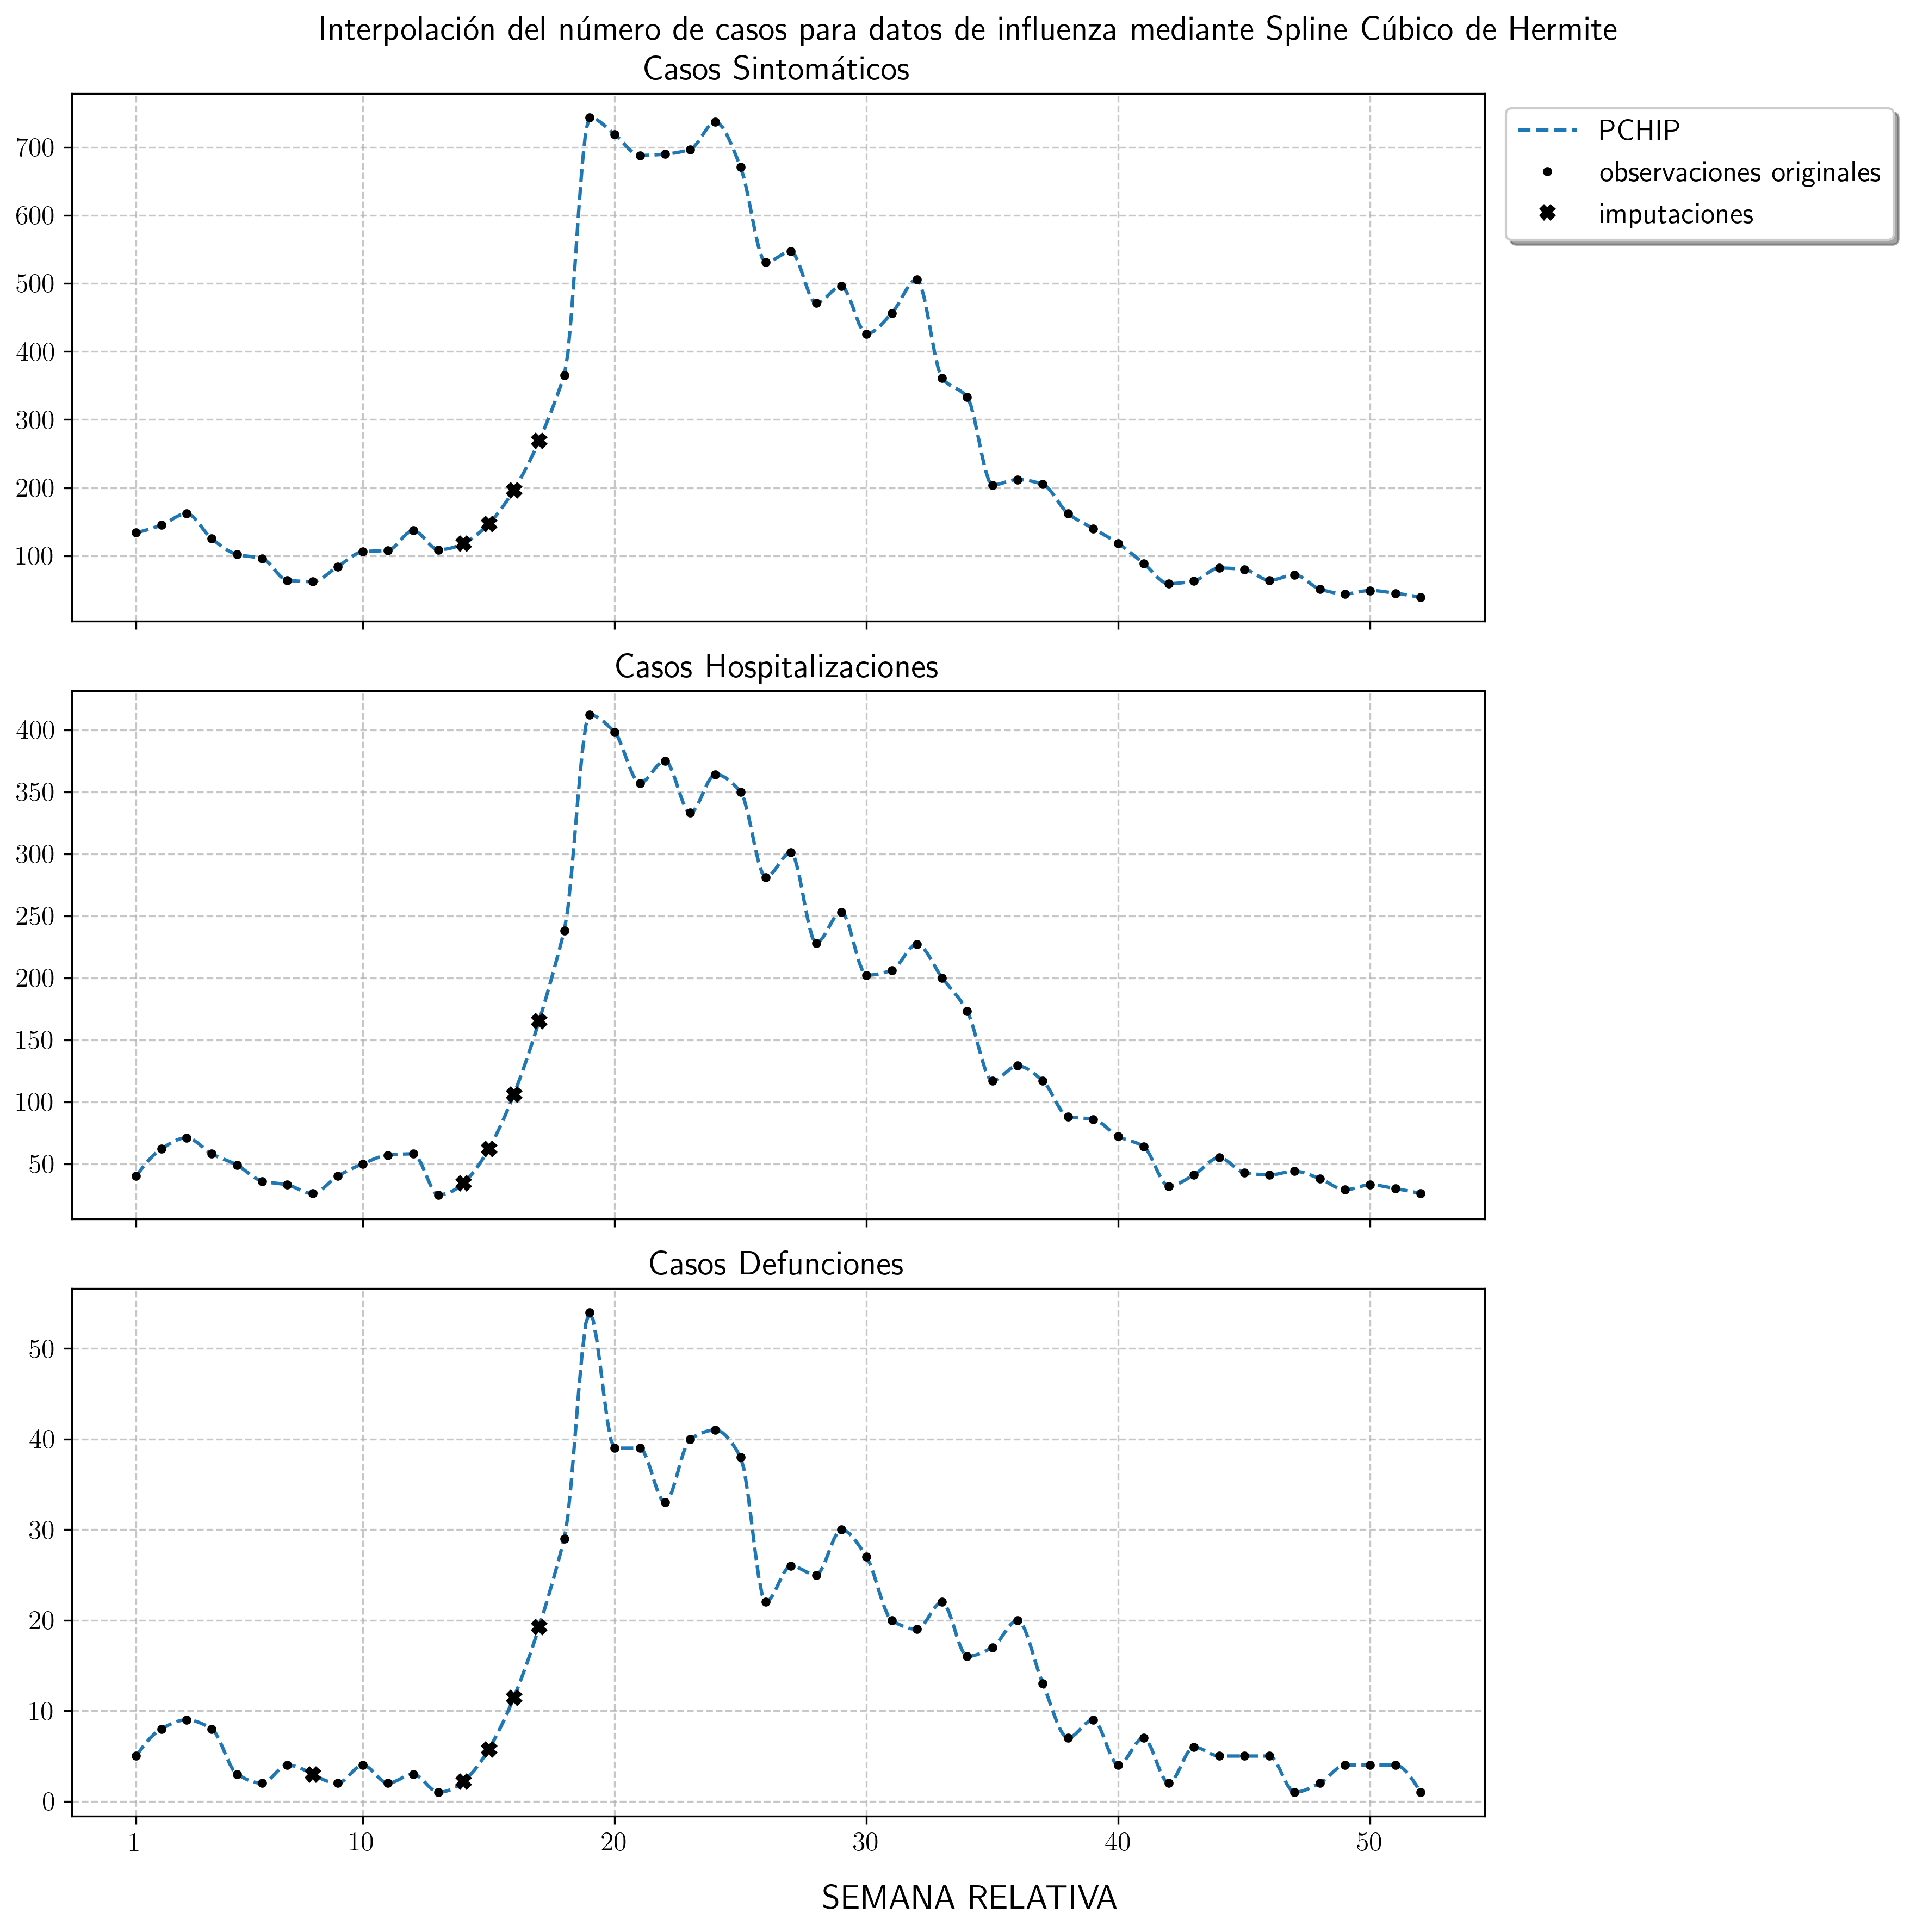 Interpolación del número de casos para datos de influenza mediante Spline Cúbico de Hermite
Casos Sintomáticos
700
600
500
400
300
200
100
PCHIP
observaciones originales
imputaciones
Casos Hospitalizaciones
400
350
300
250
200
150
100
50
Casos Defunciones
50
40
30
20
10
0
1 10 20 30 40 50
SEMANA RELATIVA